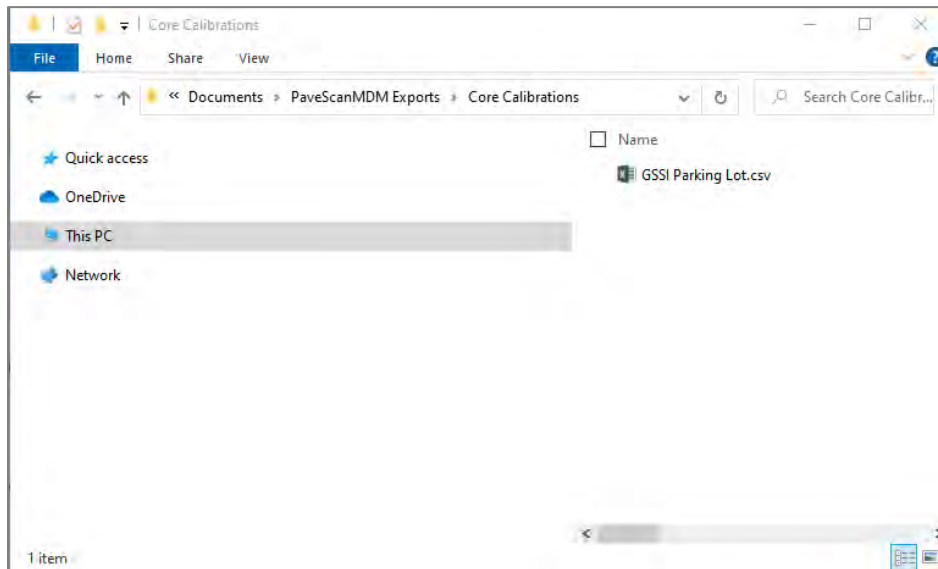 Core Calibrations
File Home Share View
« Documents › PaveScanMDM Exports › Core Calibrations
Search Core Calibr...
Name
Quick access
GSSI Parking Lot.csv
OneDrive
This PC
Network
1 item